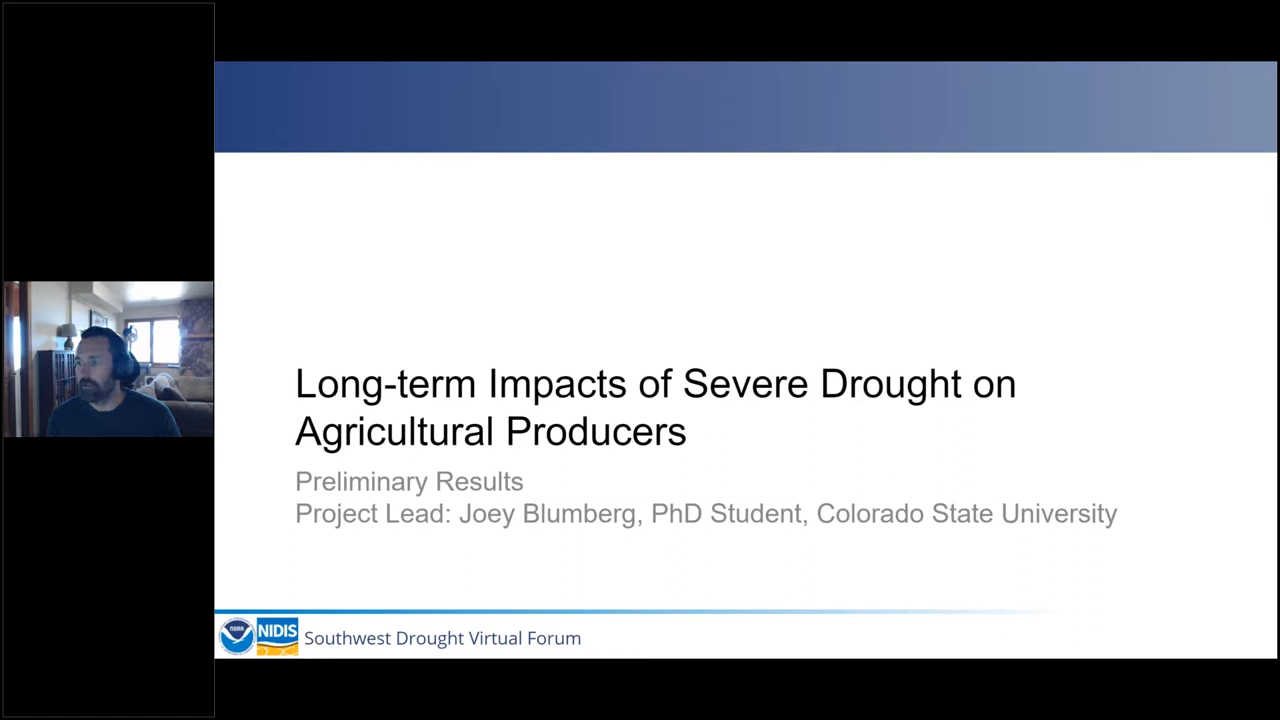 Long-term Impacts of Severe Drought on
Agricultural Producers
Preliminary Results
Project Lead: Joey Blumberg, PhD Student, Colorado State University
NOAA
NIDIS
Southwest Drought Virtual Forum